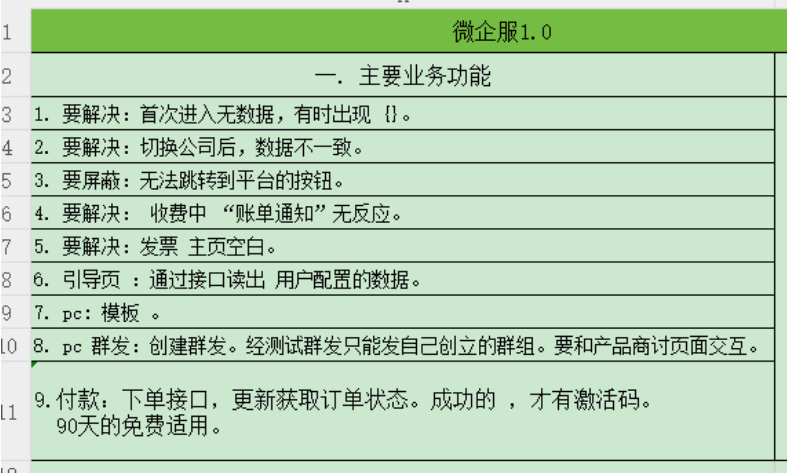 1 微企服1.0
2 一. 主要业务功能
3 1. 要解决：首次进入无数据，有时出现 {}。
4 2. 要解决：切换公司后，数据不一致。
5 3. 要屏蔽：无法跳转到平台的按钮。
6 4. 要解决： 收费中 “账单通知”无反应。
7 5. 要解决：发票 主页空白。
8 6. 引导页 ：通过接口读出 用户配置的数据。
9 7. pc：模板 。
10 8. pc 群发：创建群发。经测试群发只能发自己创立的群组。要和产品商讨页面交互。
11 9.付款：下单接口，更新获取订单状态。成功的 ，才有激活码。
90天的免费适用。